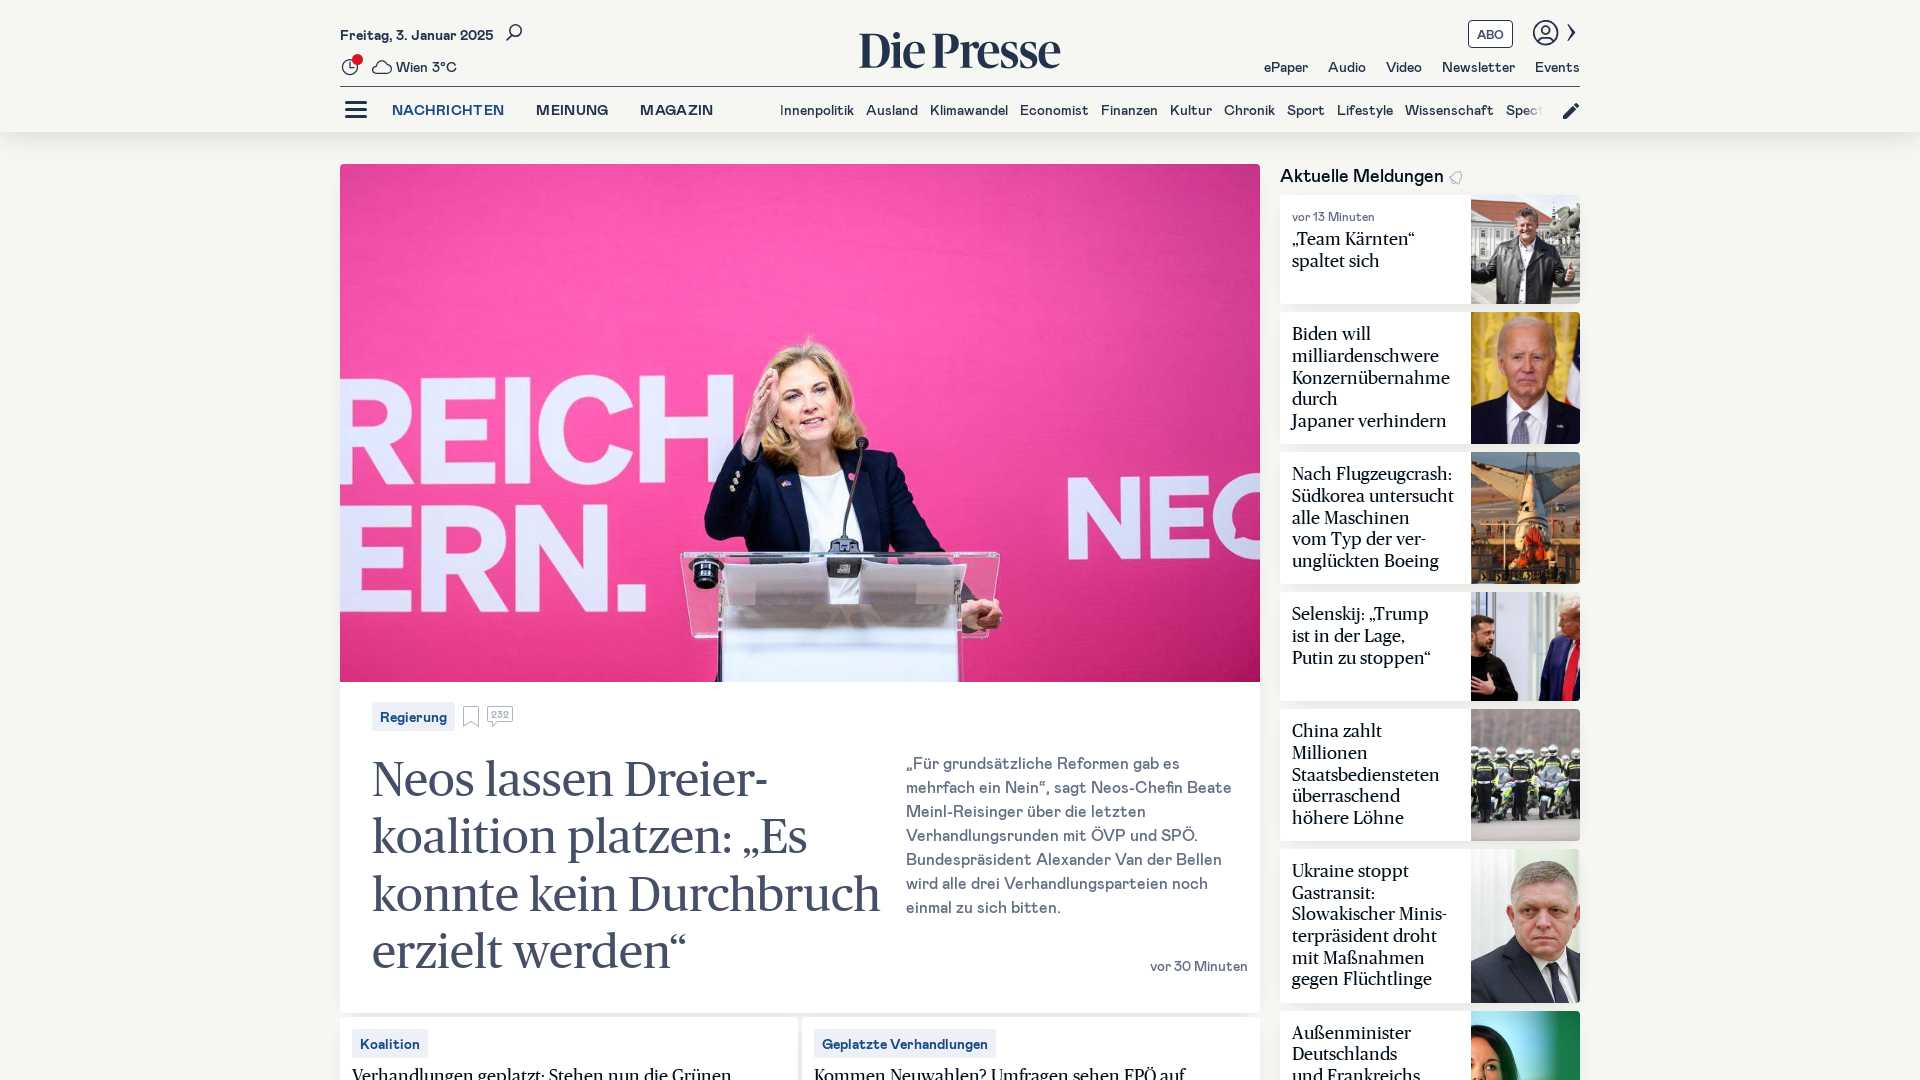 Freitag, 3. Januar 2025
Wien 3°C
Die Presse
ABO
ePaper Audio Video Newsletter Events
NACHRICHTEN MEINUNG MAGAZIN
Innenpolitik Ausland Klimawandel Economist Finanzen Kultur Chronik Sport Lifestyle Wissenschaft Spect
REICH
ERN.
NEO
Regierung
232
Neos lassen Dreier-
koalition platzen: „Es
konnte kein Durchbruch
erzielt werden“
„Für grundsätzliche Reformen gab es
mehrfach ein Nein“, sagt Neos-Chefin Beate
Meinl-Reisinger über die letzten
Verhandlungsrunden mit ÖVP und SPÖ.
Bundespräsident Alexander Van der Bellen
wird alle drei Verhandlungsparteien noch
einmal zu sich bitten.
vor 30 Minuten
Koalition
Verhandlungen geplatzt: Stehen nun die Grünen
Geplatzte Verhandlungen
Kommen Neuwahlen? Umfragen sehen FPÖ auf
Aktuelle Meldungen
vor 13 Minuten
„Team Kärnten“
spaltet sich
Biden will
milliardenschwere
Konzernübernahme
durch
Japaner verhindern
Nach Flugzeugcrash:
Südkorea untersucht
alle Maschinen
vom Typ der ver-
unglückten Boeing
Selenskij: „Trump
ist in der Lage,
Putin zu stoppen“
China zahlt
Millionen
Staatsbediensteten
überraschend
höhere Löhne
Ukraine stoppt
Gastransit:
Slowakischer Minis-
terpräsident droht
mit Maßnahmen
gegen Flüchtlinge
Außenminister
Deutschlands
und Frankreichs